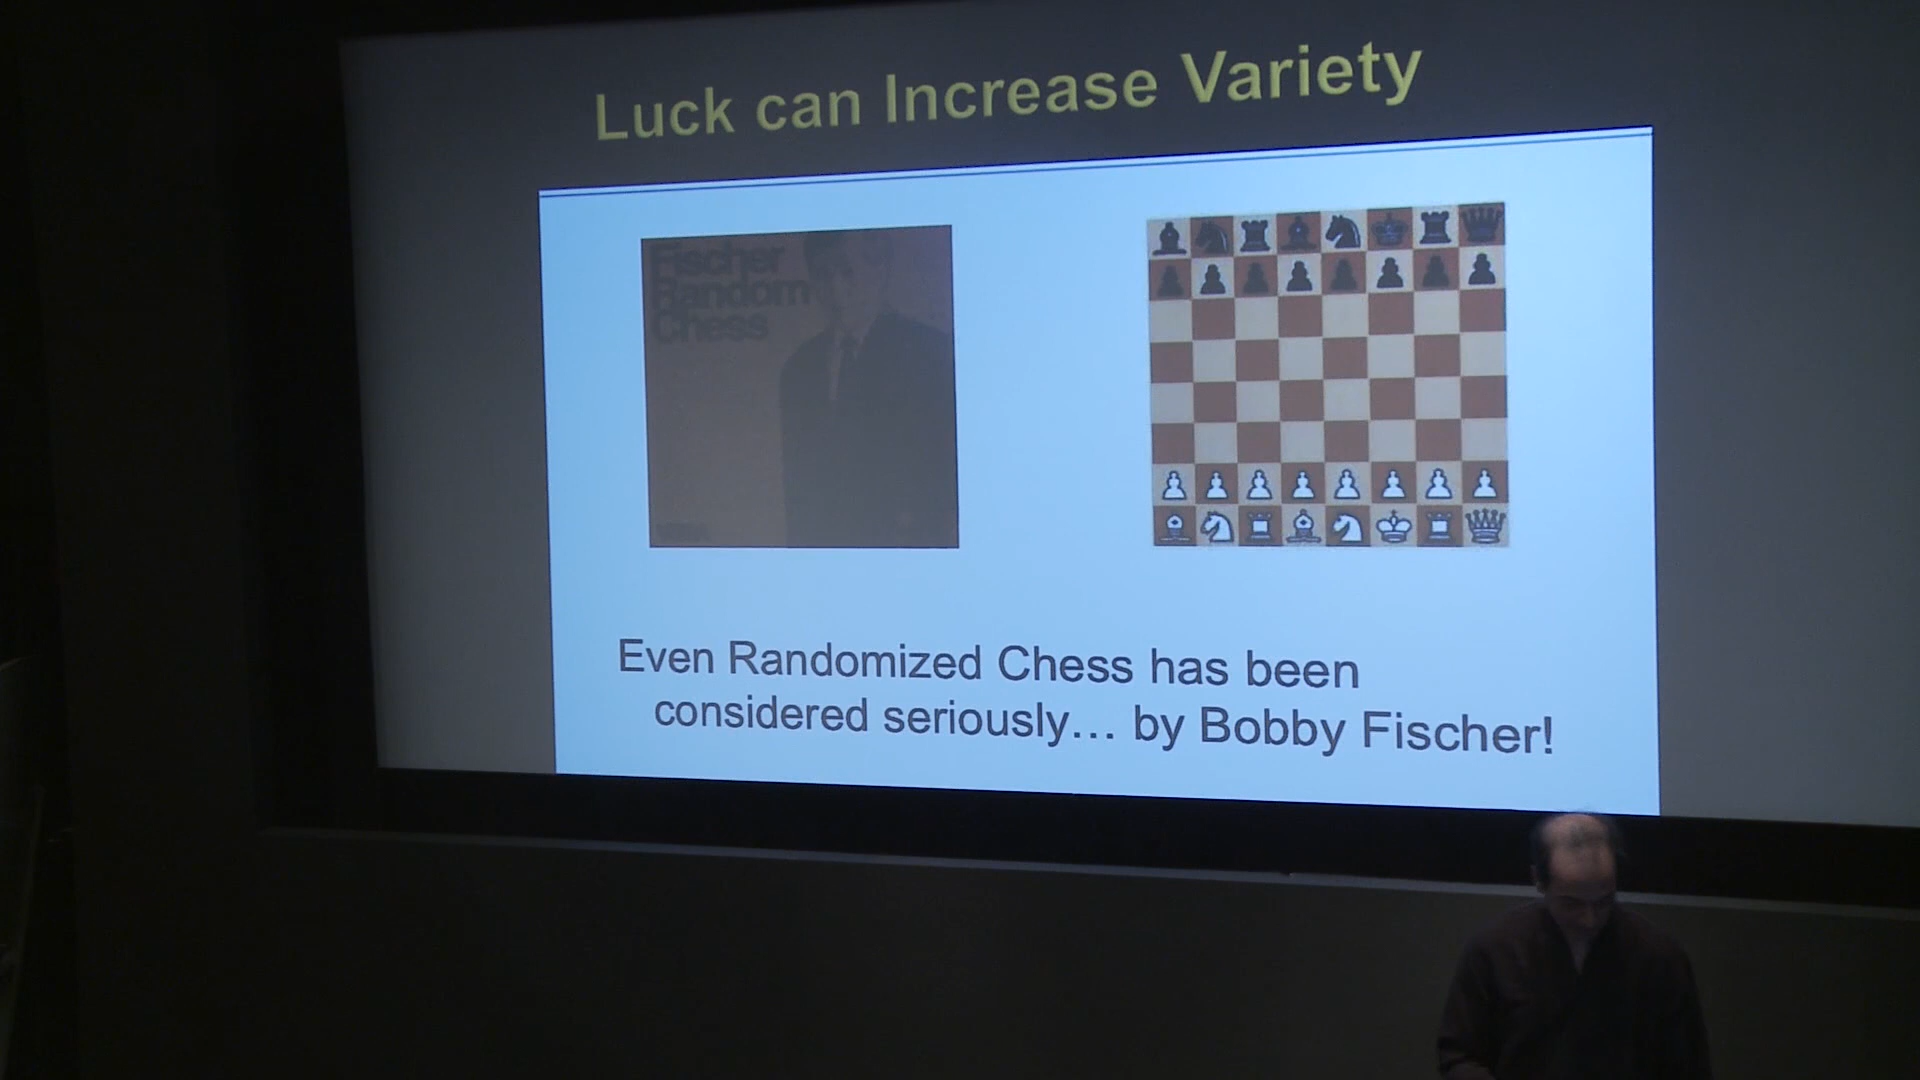 Luck can Increase Variety
Fischer
Random
Chess
Even Randomized Chess has been
considered seriously… by Bobby Fischer!